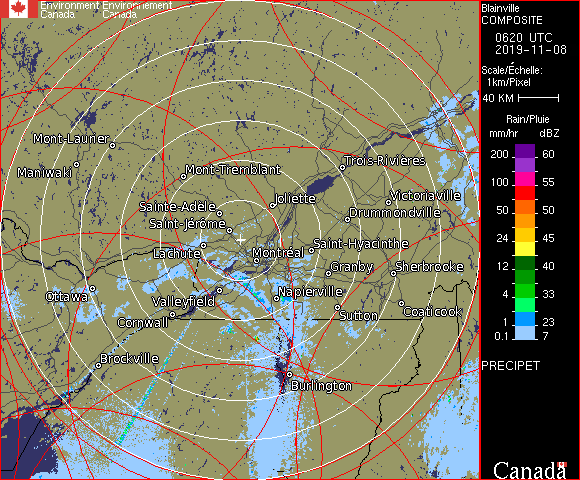 Environment Environnement
Canada Canada
Blainville
COMPOSITE
0620 UTC
2019-11-08
Scale/Échelle:
1km/Pixel
40 KM
Rain/Pluie
mm/hr dBZ
200 60
100 55
50 50
24 45
12 40
4 33
1 23
0.1 7
PRECIPET
Canada
Mont-Laurier
Maniwaki
Mont-Tremblant
Trois-Rivières
Joliette
Victoriaville
Sainte-Adèle
Drummondville
Saint-Jérôme
Saint-Hyacinthe
Lachute
Montréal
Granby
Sherbrooke
Ottawa
Valleyfield
Napierville
Cornwall
Sutton
Coaticook
Brockville
Burlington